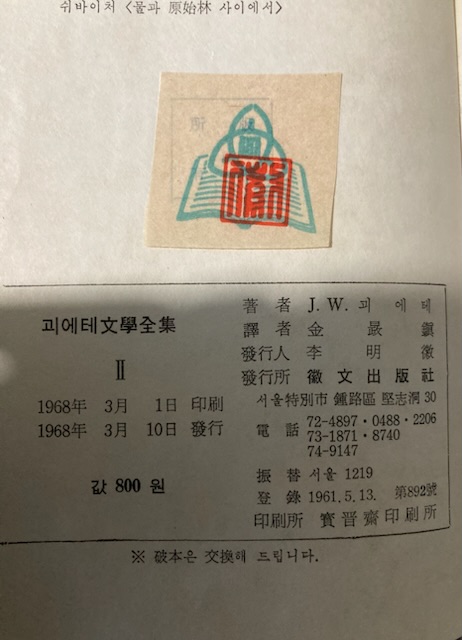 쉬바이처 <물과 原始林 사이에서>
徽
괴에테文學全集
II
1968年 3月 1日 印刷
1968年 3月 10日 發行
값 800 원
著者 J.W. 괴에테
譯者 金晸鎭
發行人 李明徽
發行所 徽文出版社
서울特別市 鍾路區 堅志洞 30
電話 72-4897·0488·2206
73-1871·8740
74-9147
振替 서울 1219
登錄 1961.5.13. 第892號
印刷所 寶晋齋印刷所
※ 破本은 交換해 드립니다.